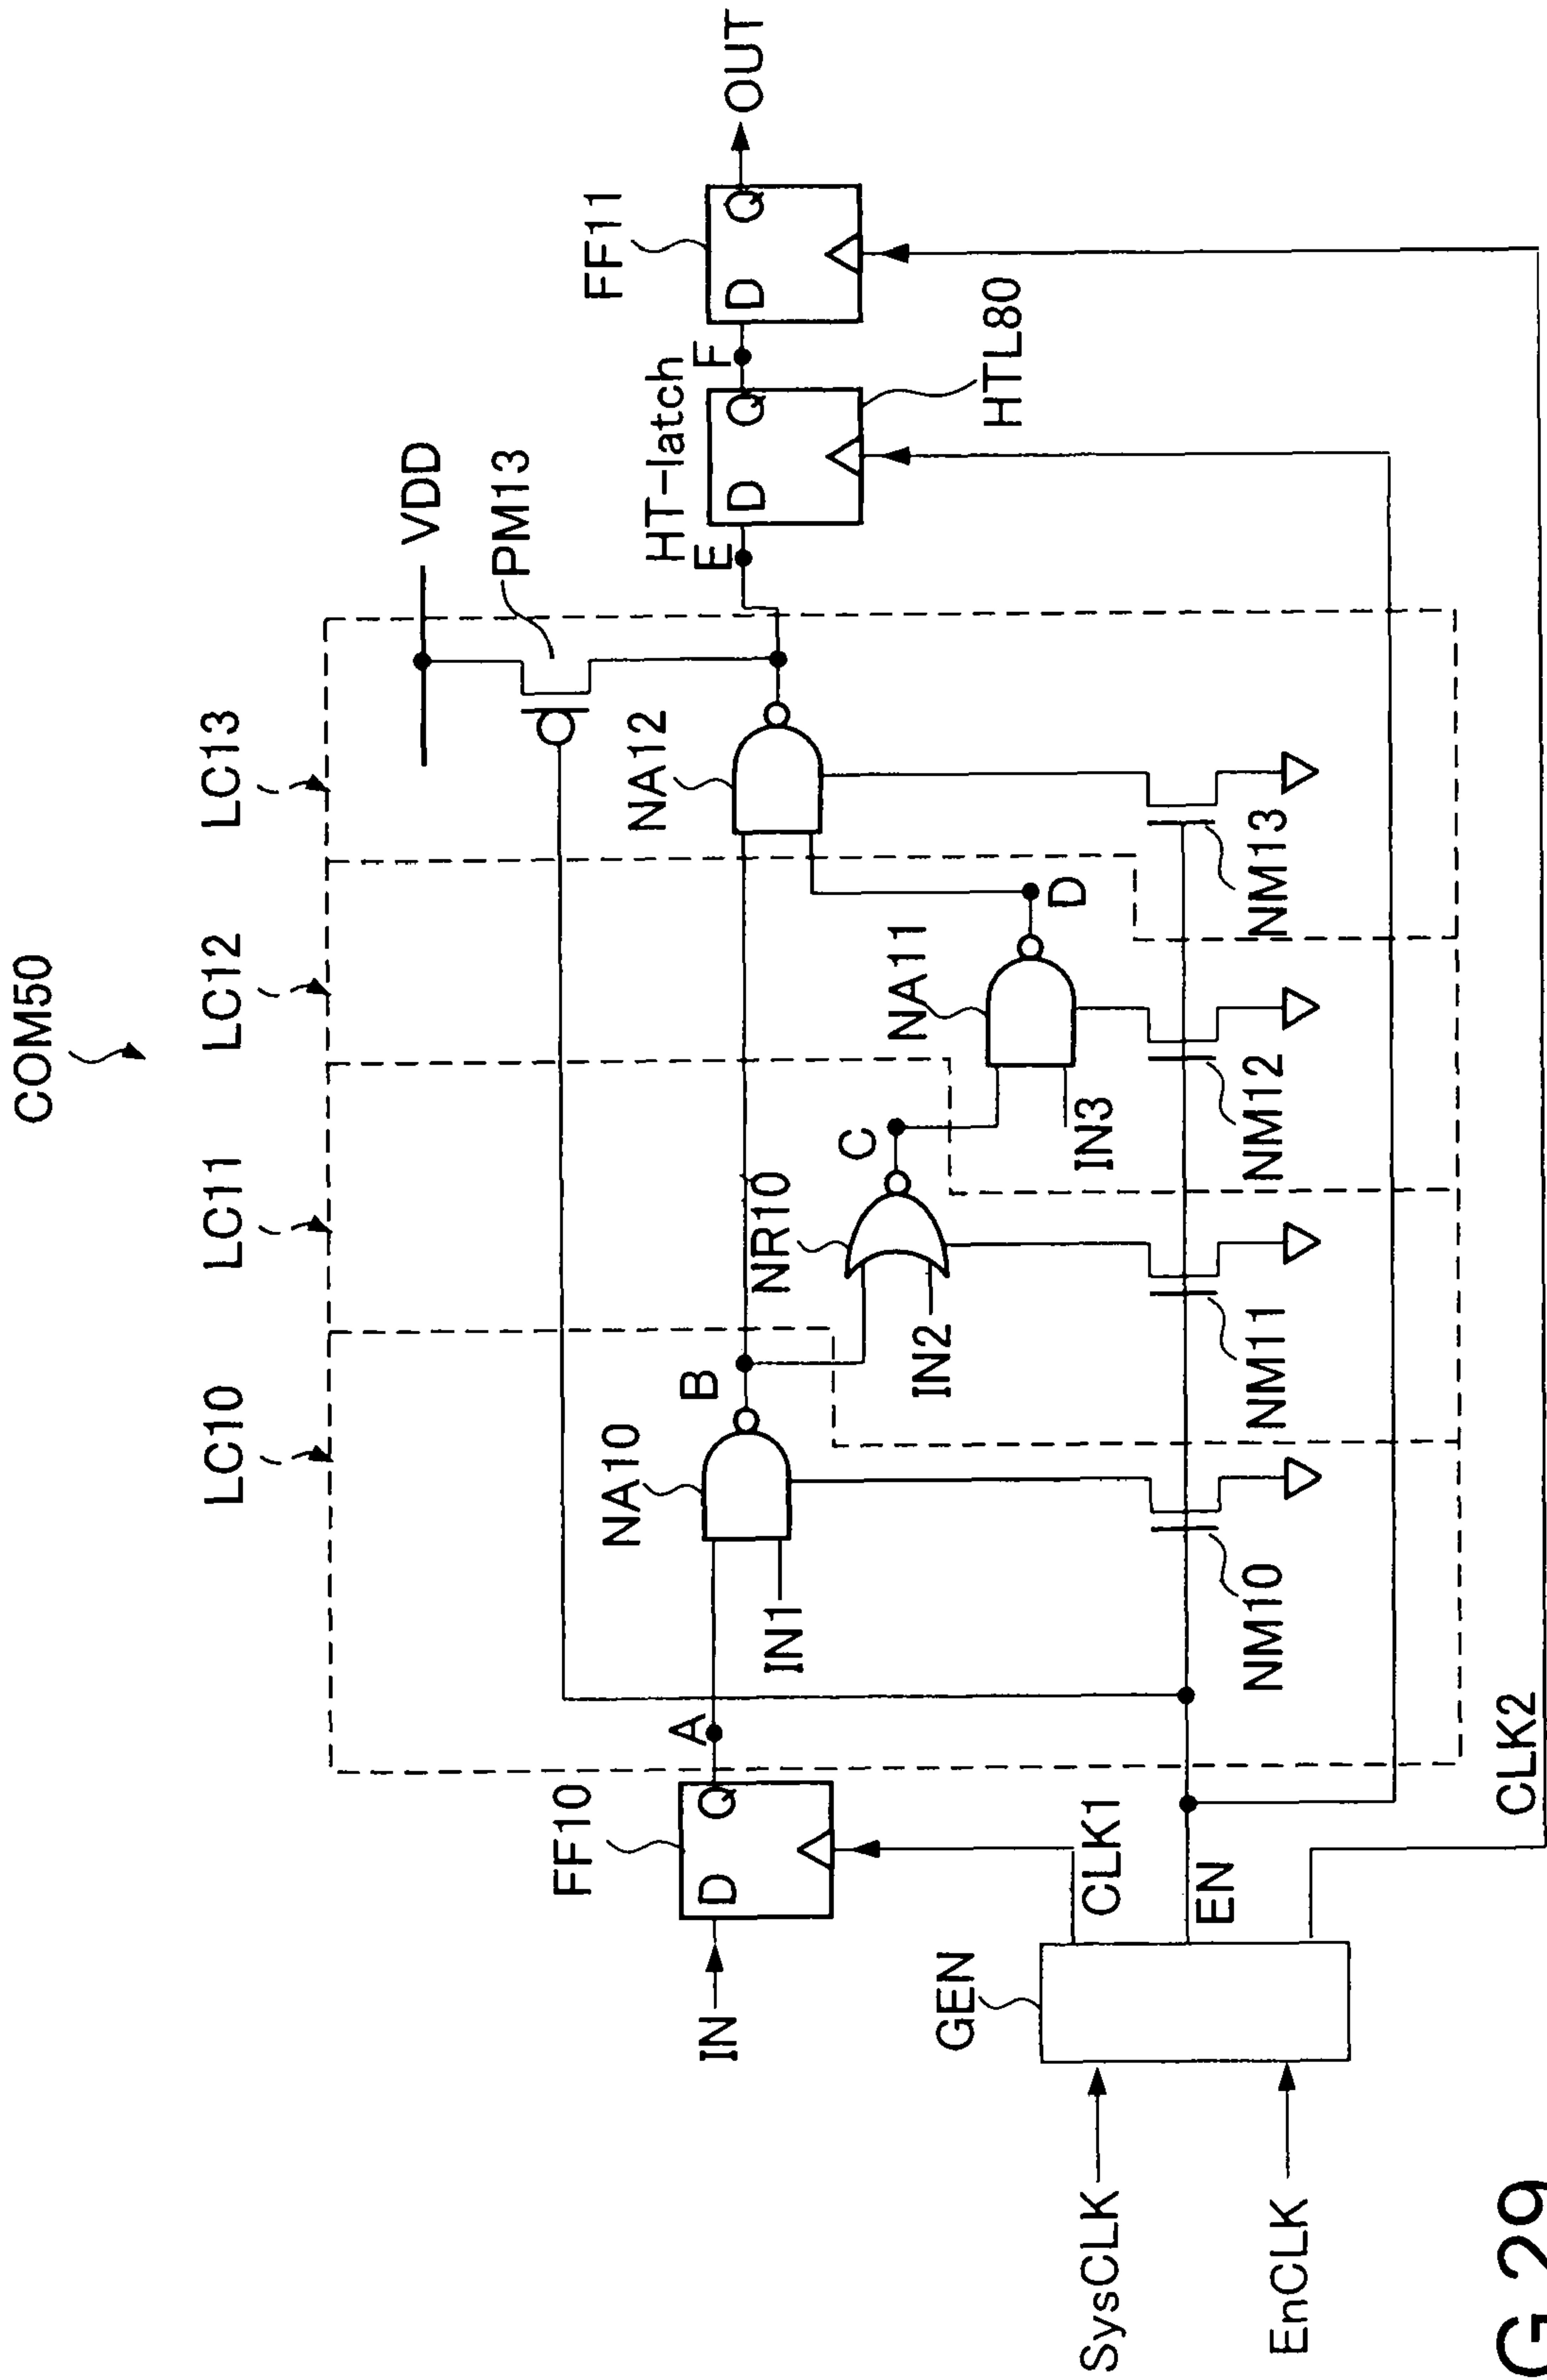 COM50
LC10
LC11
LC12
LC13
VDD
PM13
FF10
NA10
NA12
HT-latch
FF11
IN
D
Q
A
IN1
B
NR10
IN2
C
NA11
IN3
D
E
D
Q
F
D
Q
OUT
HTL80
GEN
CLK1
EN
SysCLK
EnCLK
NM10
NM11
NM12
NM13
CLK2
G 29